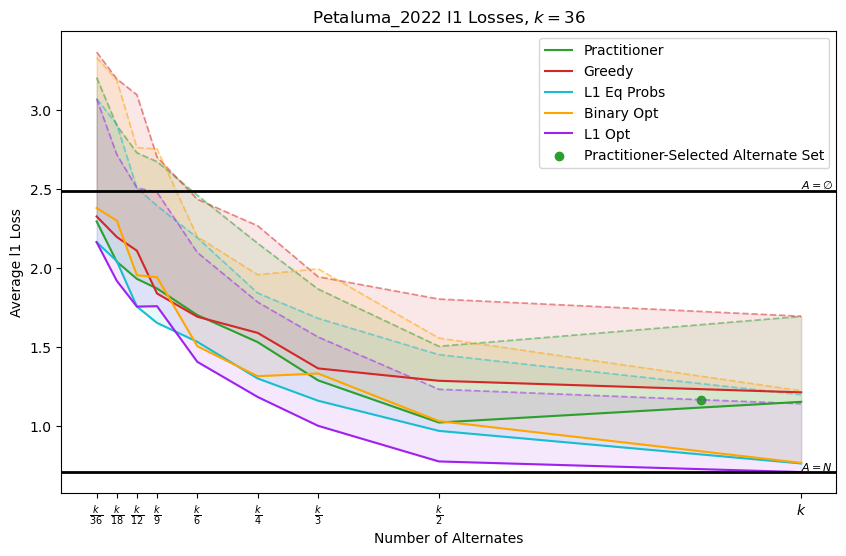 Petaluma_2022 l1 Losses, k = 36
Practitioner
Greedy
L1 Eq Probs
Binary Opt
L1 Opt
Practitioner-Selected Alternate Set
A = ∅
A = N
Average l1 Loss
3.0
2.5
2.0
1.5
1.0
k/36 k/18 k/12 k/9 k/6 k/4 k/3 k/2 k
Number of Alternates